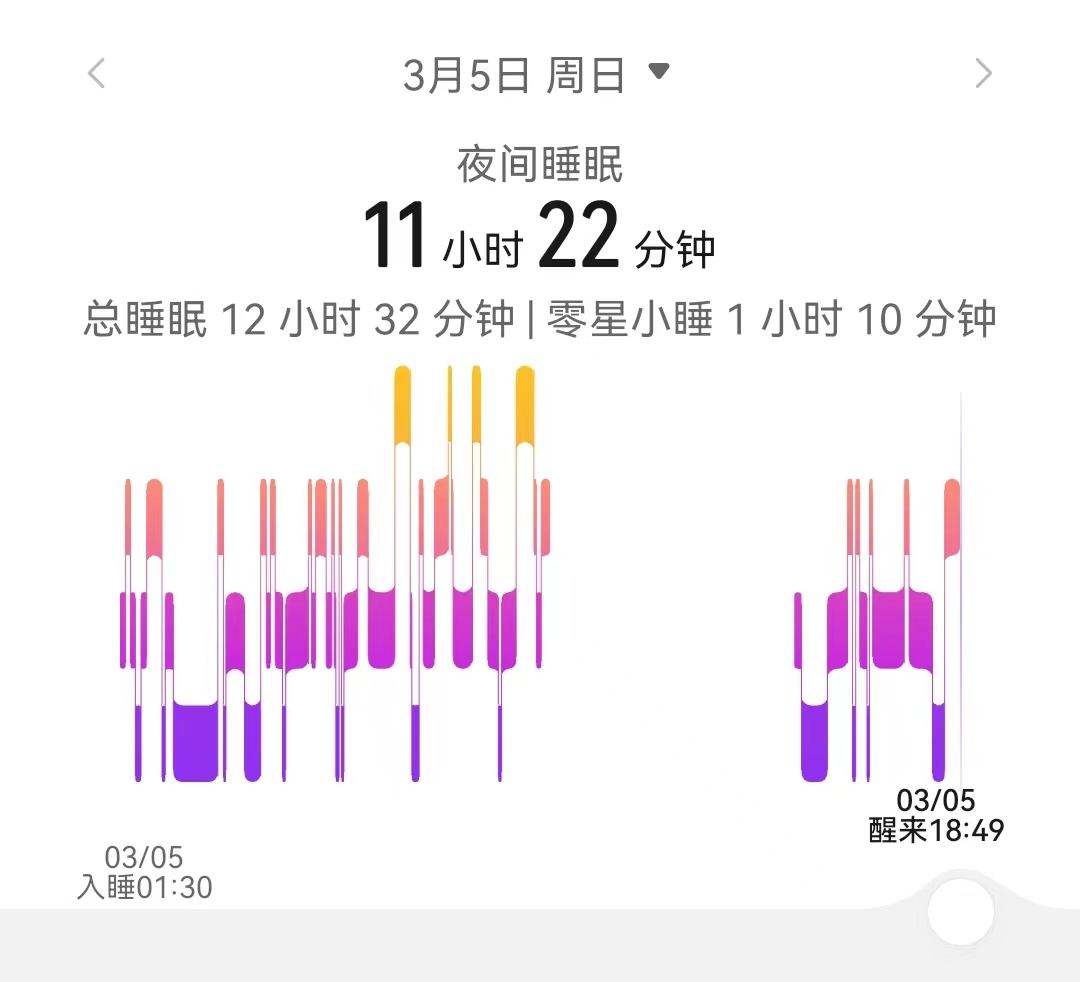 3月5日 周日
夜间睡眠
11 小时 22 分钟
总睡眠 12 小时 32 分钟 | 零星小睡 1 小时 10 分钟
03/05
醒来18:49
03/05
入睡01:30